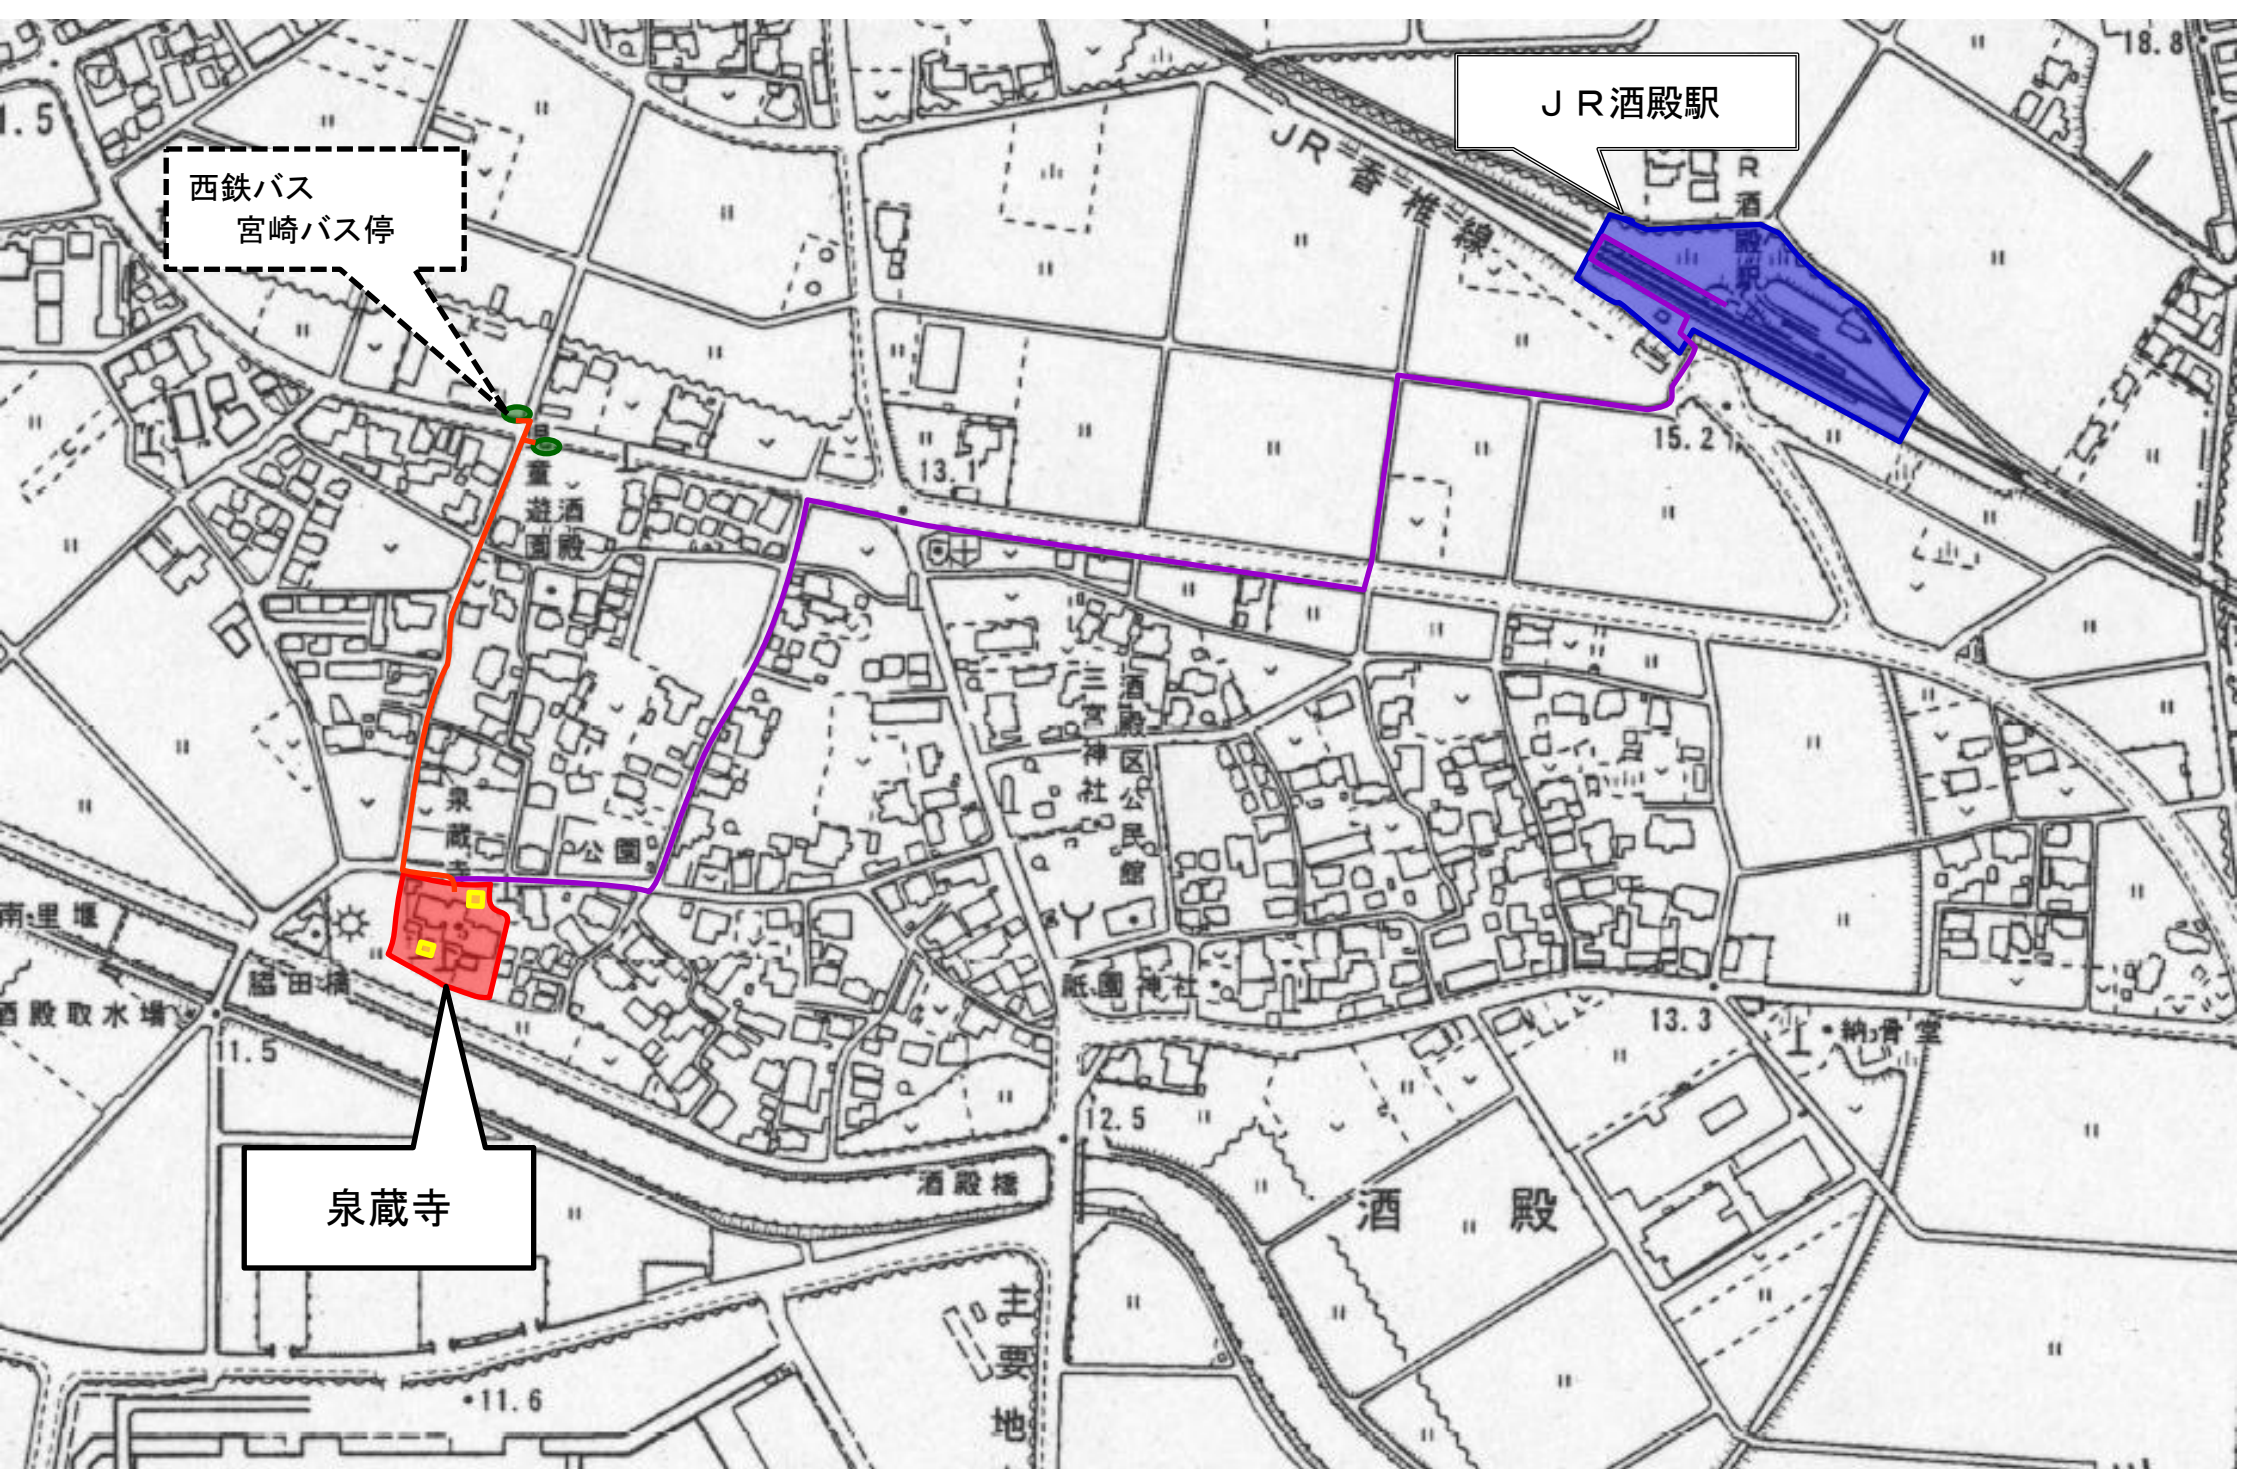 18.8
1.5
ＪＲ酒殿駅
JR香椎線
R酒殿駅
西鉄バス
宮崎バス停
15.2
13.1
児童遊園
酒殿
三宮神社
酒殿区公民館
泉蔵寺
公園
南里堰
脇田橋
祇園神社
酒殿取水場
11.5
13.3
納骨堂
12.5
酒殿橋
泉蔵寺
酒殿
主要地
11.6